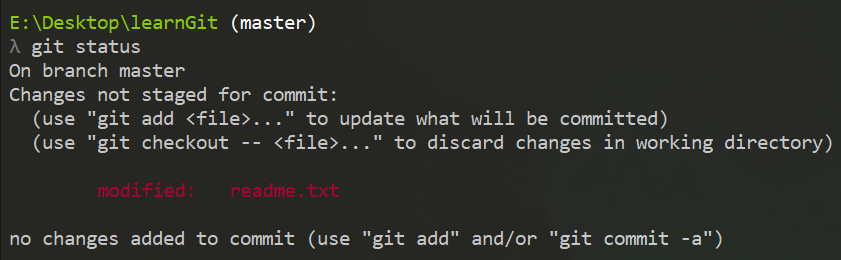 E:\Desktop\learnGit (master)
λ git status
On branch master
Changes not staged for commit:
  (use "git add <file>..." to update what will be committed)
  (use "git checkout -- <file>..." to discard changes in working directory)
        modified:   readme.txt
no changes added to commit (use "git add" and/or "git commit -a")